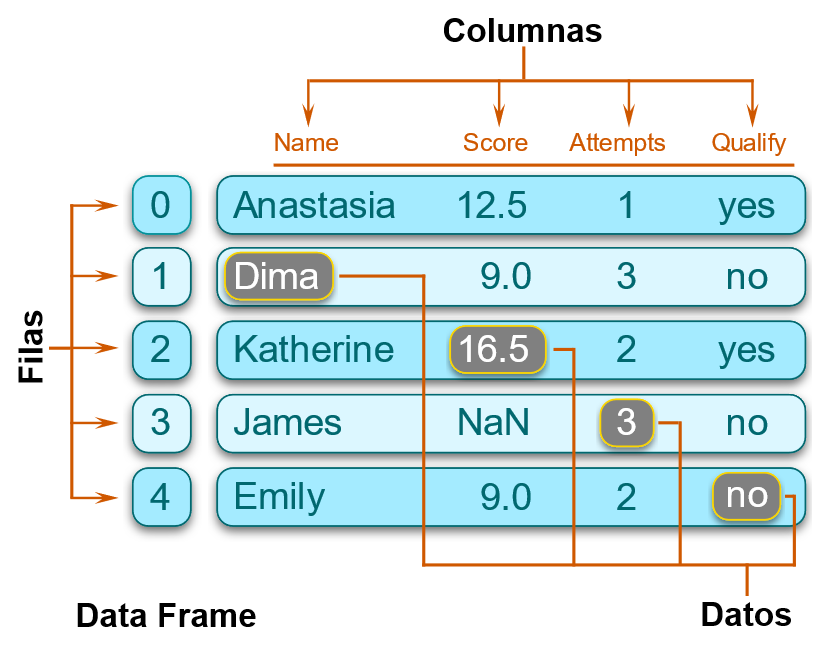 Columnas
Name Score Attempts Qualify
0 Anastasia 12.5 1 yes
1 Dima 9.0 3 no
2 Katherine 16.5 2 yes
3 James NaN 3 no
4 Emily 9.0 2 no
Filas
Data Frame
Datos